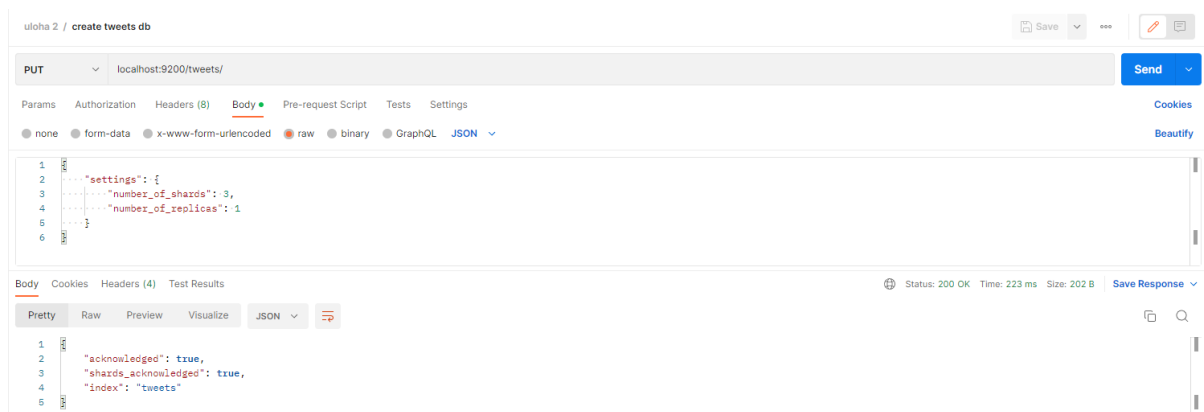 uloha 2 / create tweets db
Save
PUT localhost:9200/tweets/ Send
Params Authorization Headers (8) Body Pre-request Script Tests Settings Cookies
none form-data x-www-form-urlencoded raw binary GraphQL JSON Beautify
1 {
2 "settings": {
3 "number_of_shards": 3,
4 "number_of_replicas": 1
5 }
6 }
Body Cookies Headers (4) Test Results Status: 200 OK Time: 223 ms Size: 202 B Save Response
Pretty Raw Preview Visualize JSON
1 {
2 "acknowledged": true,
3 "shards_acknowledged": true,
4 "index": "tweets"
5 }